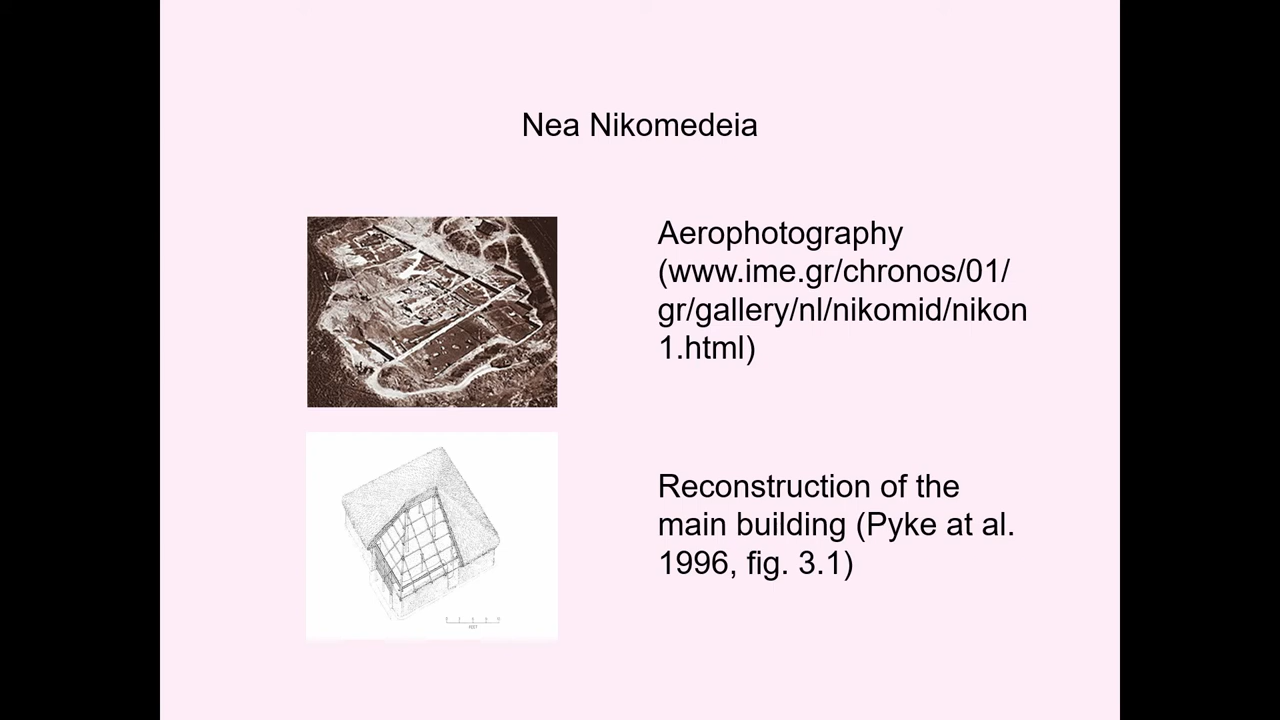 Nea Nikomedeia
Aerophotography
(www.ime.gr/chronos/01/
gr/gallery/nl/nikomid/nikon
1.html)
Reconstruction of the
main building (Pyke at al.
1996, fig. 3.1)